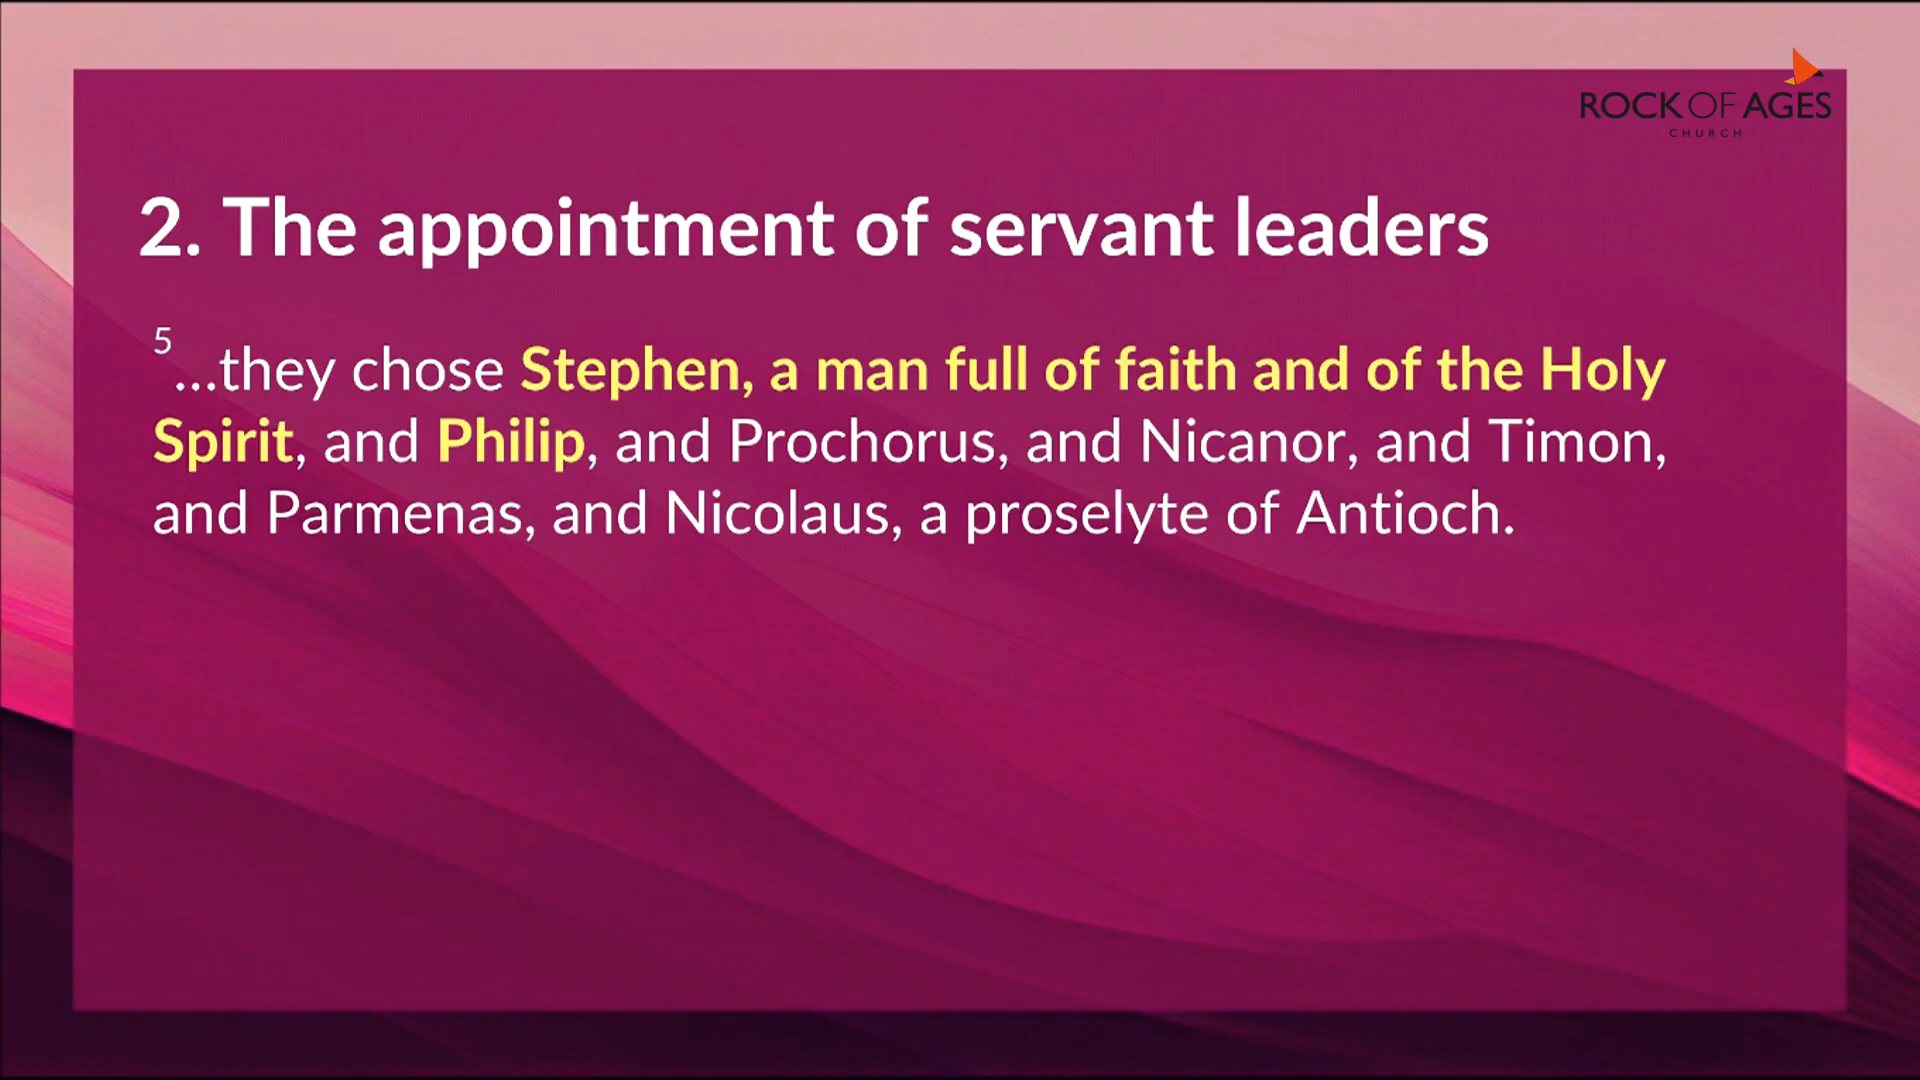 ROCK OF AGES
CHURCH
2. The appointment of servant leaders
5 ...they chose Stephen, a man full of faith and of the Holy
Spirit, and Philip, and Prochorus, and Nicanor, and Timon,
and Parmenas, and Nicolaus, a proselyte of Antioch.